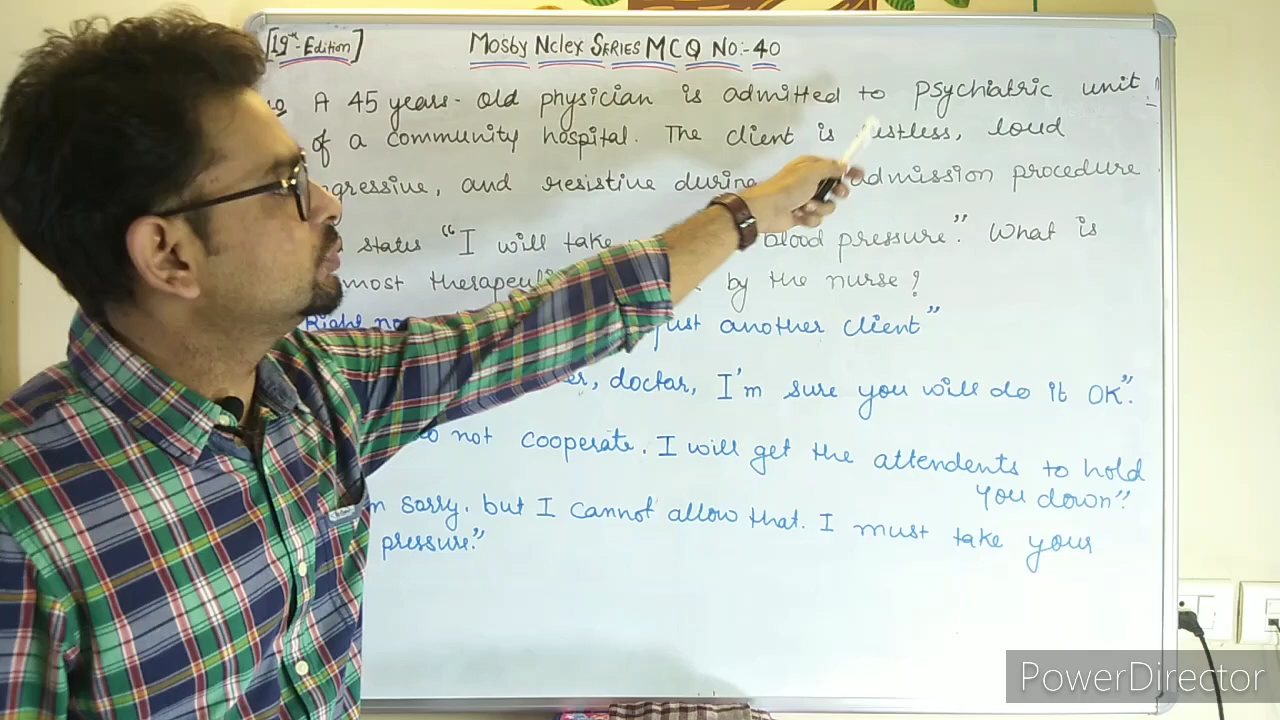 [19th-Edition] Mosby Nclex Series MCQ No:-40
A 45 years-old physician is admitted to psychiatric unit
of a community hospital. The client is restless, loud
gressive, and resistive during admission procedure
states "I will take blood pressure". What is
most by the nurse?
Right just another client"
doctar, I'm sure you will do it OK".
not cooperate. I will get the attendents to hold
you down".
sorry, but I cannot allow that. I must take your
pressure."
PowerDirector